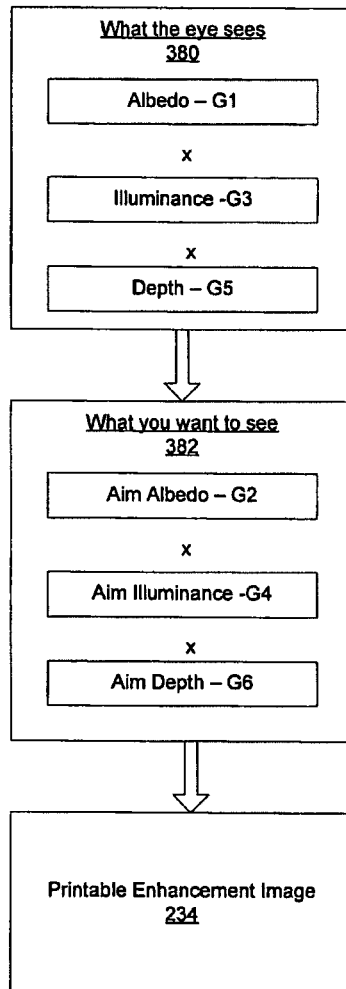 What the eye sees
380
Albedo – G1
x
Illuminance -G3
x
Depth – G5
What you want to see
382
Aim Albedo – G2
x
Aim Illuminance -G4
x
Aim Depth – G6
Printable Enhancement Image
234